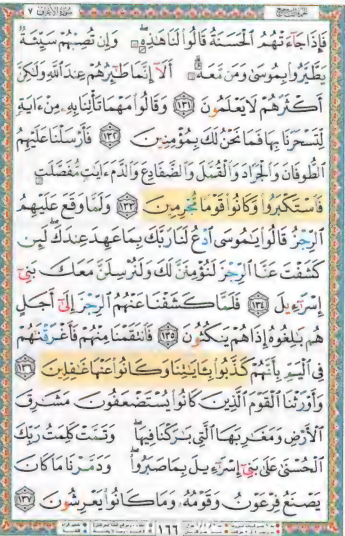 ٧ سورة الأعراف الجزء التاسع
فَإِذَا جَآءَتْهُمُ الْحَسَنَةُ قَالُوا۟ لَنَا هَٰذِهِۦ ۖ وَإِن تُصِبْهُمْ سَيِّئَةٌ
يَطَّيَّرُوا۟ بِمُوسَىٰ وَمَن مَّعَهُۥٓ ۗ أَلَآ إِنَّمَا طَٰٓئِرُهُمْ عِندَ ٱللَّهِ وَلَٰكِنَّ
أَكْثَرَهُمْ لَا يَعْلَمُونَ ١٣١ وَقَالُوا۟ مَهْمَا تَأْتِنَا بِهِۦ مِنْ ءَايَةٍ
لِّتَسْحَرَنَا بِهَا فَمَا نَحْنُ لَكَ بِمُؤْمِنِينَ ١٣٢ فَأَرْسَلْنَا عَلَيْهِمُ
ٱلطُّوفَانَ وَٱلْجَرَادَ وَٱلْقُمَّلَ وَٱلضَّفَادِعَ وَٱلدَّمَ ءَايَٰتٍ مُّفَصَّلَٰتٍ
فَٱسْتَكْبَرُوا۟ وَكَانُوا۟ قَوْمًا مُّجْرِمِينَ ١٣٣ وَلَمَّا وَقَعَ عَلَيْهِمُ
ٱلرِّجْزُ قَالُوا۟ يَٰمُوسَى ٱدْعُ لَنَا رَبَّكَ بِمَا عَهِدَ عِندَكَ ۖ لَئِن
كَشَفْتَ عَنَّا ٱلرِّجْزَ لَنُؤْمِنَنَّ لَكَ وَلَنُرْسِلَنَّ مَعَكَ بَنِىٓ
إِسْرَٰٓءِيلَ ١٣٤ فَلَمَّا كَشَفْنَا عَنْهُمُ ٱلرِّجْزَ إِلَىٰٓ أَجَلٍ
هُم بَٰلِغُوهُ إِذَا هُمْ يَنكُثُونَ ١٣٥ فَٱنتَقَمْنَا مِنْهُمْ فَأَغْرَقْنَٰهُمْ
فِى ٱلْيَمِّ بِأَنَّهُمْ كَذَّبُوا۟ بِـَٔايَٰتِنَا وَكَانُوا۟ عَنْهَا غَٰفِلِينَ ١٣٦
وَأَوْرَثْنَا ٱلْقَوْمَ ٱلَّذِينَ كَانُوا۟ يُسْتَضْعَفُونَ مَشَٰرِقَ
ٱلْأَرْضِ وَمَغَٰرِبَهَا ٱلَّتِى بَٰرَكْنَا فِيهَا ۖ وَتَمَّتْ كَلِمَتُ رَبِّكَ
ٱلْحُسْنَىٰ عَلَىٰ بَنِىٓ إِسْرَٰٓءِيلَ بِمَا صَبَرُوا۟ ۖ وَدَمَّرْنَا مَا كَانَ
يَصْنَعُ فِرْعَوْنُ وَقَوْمُهُۥ وَمَا كَانُوا۟ يَعْرِشُونَ ١٣٧
١٦٦